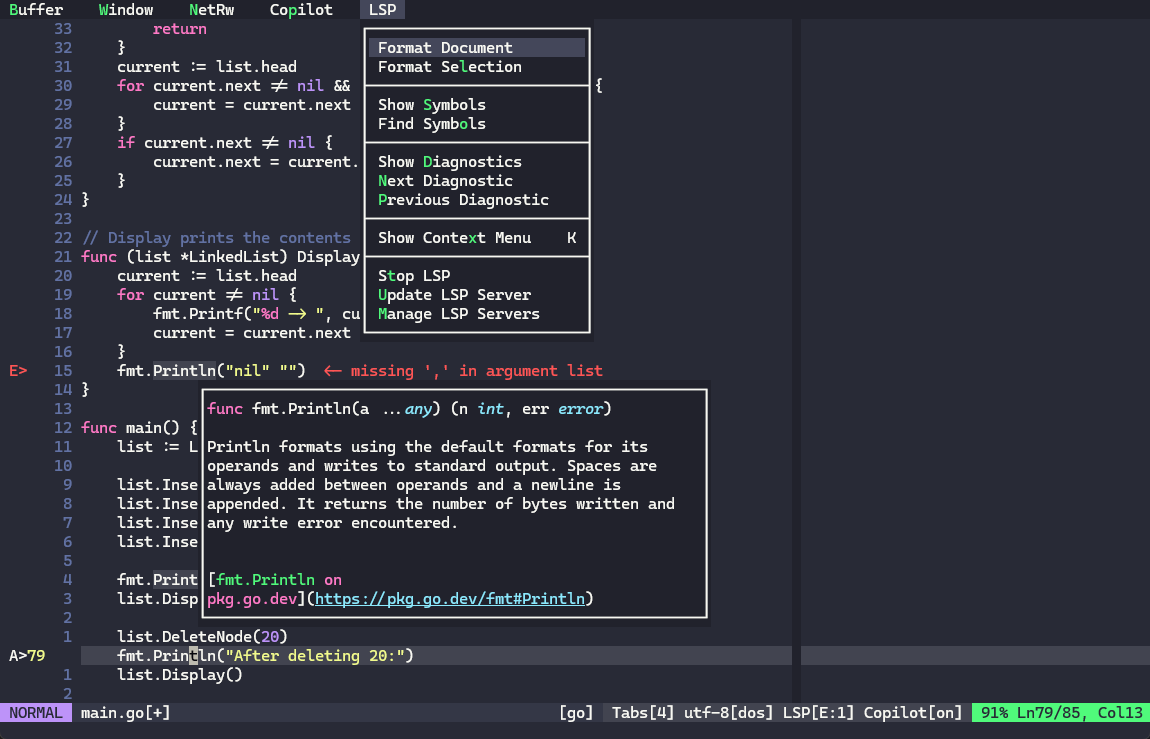 Buffer Window NetRw Copilot LSP
33 return
32 }
31 current := list.head
30 for current.next ≠ nil && {
29 current = current.next
28 }
27 if current.next ≠ nil {
26 current.next = current.
25 }
24 }
23
22 // Display prints the contents
21 func (list *LinkedList) Display
20 current := list.head
19 for current ≠ nil {
18 fmt.Printf("%d → ", cu
17 current = current.next
16 }
Format Document
Format Selection
Show Symbols
Find Symbols
Show Diagnostics
Next Diagnostic
Previous Diagnostic
Show Context Menu K
Stop LSP
Update LSP Server
Manage LSP Servers
E> 15 fmt.Println("nil" "") ← missing ',' in argument list
14 }
13
12 func main() {
11 list := L
10
9 list.Inse
8 list.Inse
7 list.Inse
6 list.Inse
5
4 fmt.Print
3 list.Disp
2
func fmt.Println(a ...any) (n int, err error)
Println formats using the default formats for its
operands and writes to standard output. Spaces are
always added between operands and a newline is
appended. It returns the number of bytes written and
any write error encountered.
[fmt.Println on
pkg.go.dev](https://pkg.go.dev/fmt#Println)
1 list.DeleteNode(20)
A>79 fmt.Println("After deleting 20:")
1 list.Display()
2
NORMAL main.go[+] [go] Tabs[4] utf-8[dos] LSP[E:1] Copilot[on] 91% Ln79/85, Col13